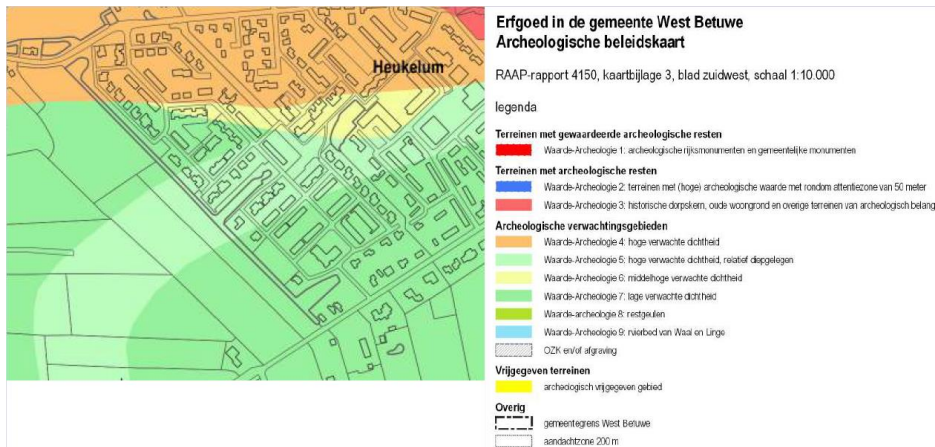 Heukelum
Erfgoed in de gemeente West Betuwe
Archeologische beleidskaart
RAAP-rapport 4150, kaartbijlage 3, blad zuidwest, schaal 1:10.000
legenda
Terreinen met gewaardeerde archeologische resten
Waarde-Archeologie 1: archeologische rijksmonumenten en gemeentelijke monumenten
Terreinen met archeologische resten
Waarde-Archeologie 2: terreinen met (hoge) archeologische waarde met rondom attentiezone van 50 meter
Waarde-Archeologie 3: historische dorpskern, oude woongrond en overige terreinen van archeologisch belang
Archeologische verwachtingsgebieden
Waarde-Archeologie 4: hoge verwachte dichtheid
Waarde-Archeologie 5: hoge verwachte dichtheid, relatief diepgelegen
Waarde-Archeologie 6: middelhoge verwachte dichtheid
Waarde-Archeologie 7: lage verwachte dichtheid
Waarde-archeologie 8: restgeulen
Waarde-Archeologie 9: rivierbed van Waal en Linge
OZK en/of afgraving
Vrijgegeven terreinen
archeologisch vrijgegeven gebied
Overig
gemeentegrens West Betuwe
aandachtzone 200 m